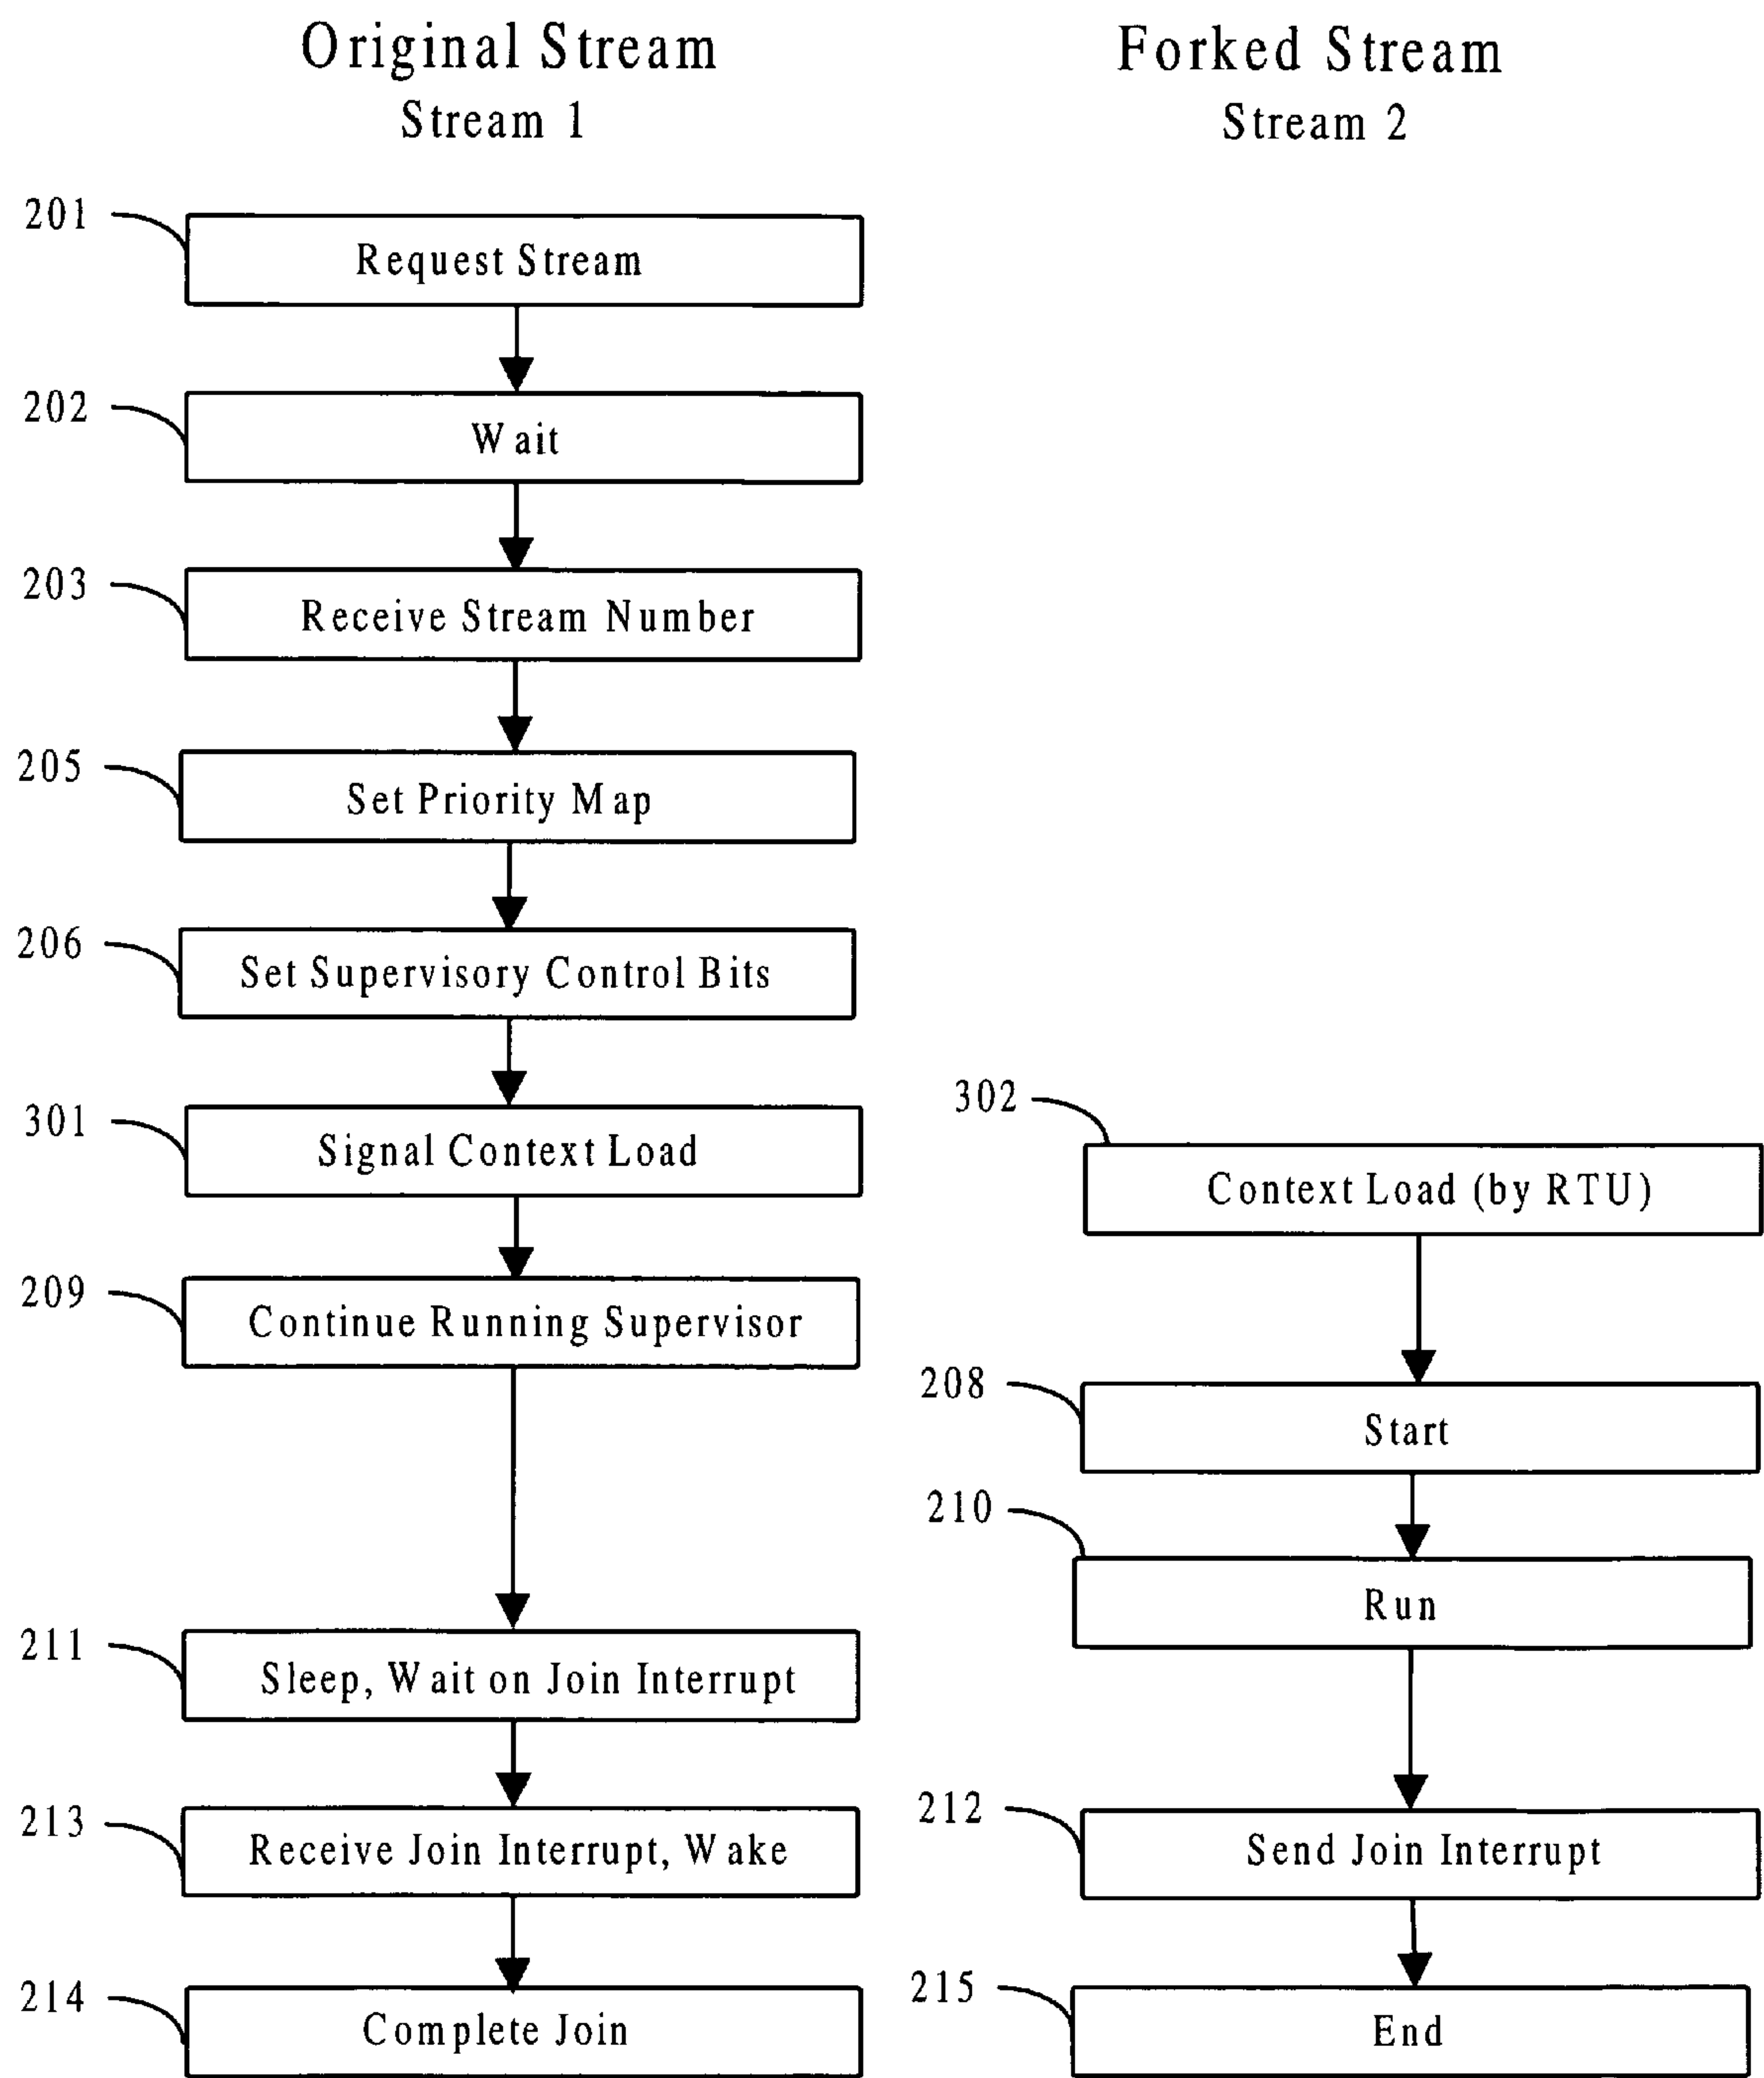 Original Stream
Stream 1
Forked Stream
Stream 2
201
Request Stream
202
Wait
203
Receive Stream Number
205
Set Priority Map
206
Set Supervisory Control Bits
301
Signal Context Load
302
Context Load (by RTU)
209
Continue Running Supervisor
208
Start
210
Run
211
Sleep, Wait on Join Interrupt
213
Receive Join Interrupt, Wake
212
Send Join Interrupt
214
Complete Join
215
End